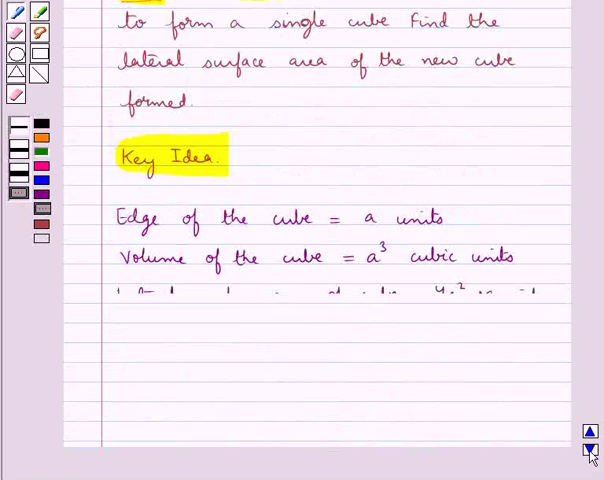 to form a single cube Find the
lateral surface area of the new cube
formed.
Key Idea.
Edge of the cube = a units
Volume of the cube = a³ cubic units